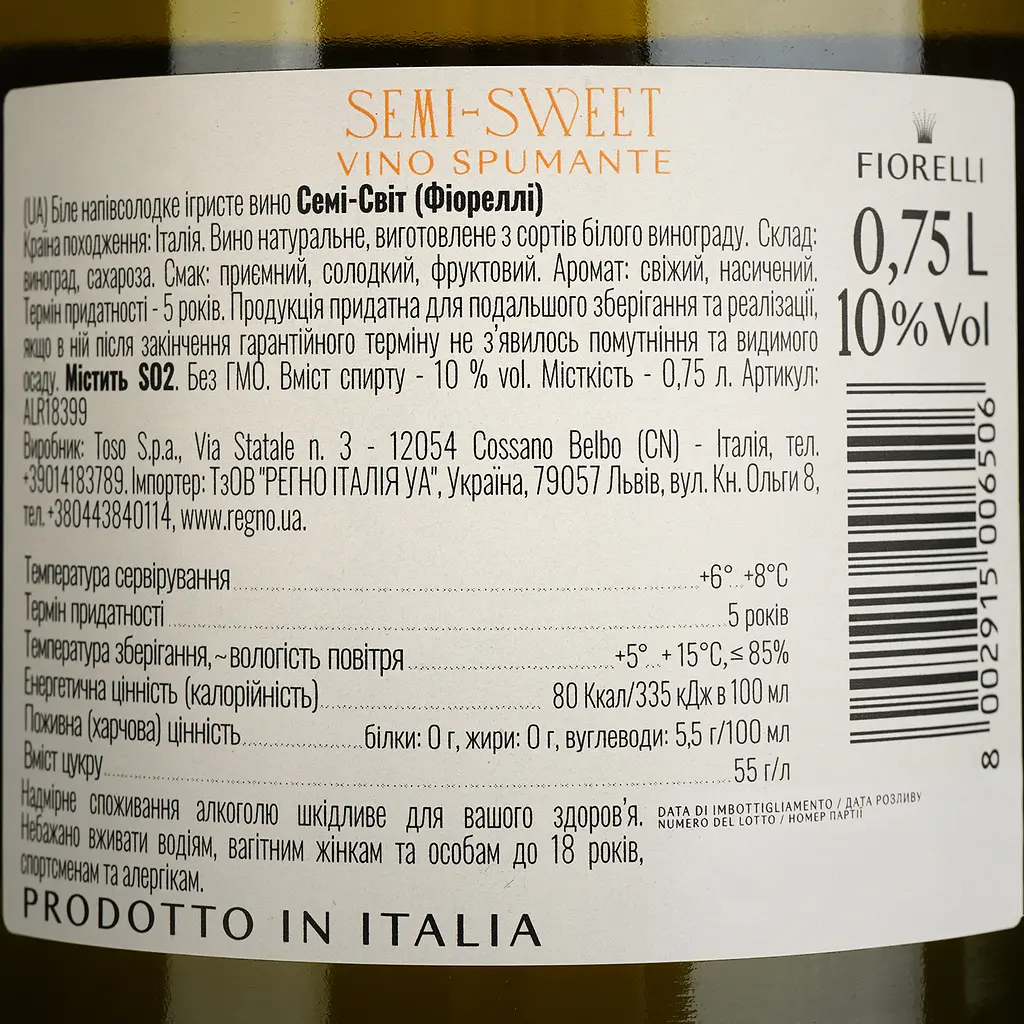 SEMI-SWEET
VINO SPUMANTE
(UA) Біле напівсолодке ігристе вино Семі-Світ (Фіореллі)
Країна походження: Італія. Вино натуральне, виготовлене з сортів білого винограду. Склад:
виноград, сахароза. Смак: приємний, солодкий, фруктовий. Аромат: свіжий, насичений.
Термін придатності - 5 років. Продукція придатна для подальшого зберігання та реалізації,
якщо в ній після закінчення гарантійного терміну не з'явилось помутніння та видимого
осаду. Містить SO2. Без ГМО. Вміст спирту - 10 % vol. Місткість - 0,75 л. Артикул:
ALR18399
Виробник: Toso S.p.a., Via Statale n. 3 - 12054 Cossano Belbo (CN) - Італія, тел.
+39014183789. Імпортер: ТзОВ "РЕГНО ІТАЛІЯ УА", Україна, 79057 Львів, вул. Кн. Ольги 8,
тел. +380443840114, www.regno.ua.
Температура сервірування +6°...+8°C
Термін придатності 5 років
Температура зберігання, ~ вологість повітря +5°...+ 15°C, ≤ 85%
Енергетична цінність (калорійність) 80 Ккал/335 кДж в 100 мл
Поживна (харчова) цінність білки: 0 г, жири: 0 г, вуглеводи: 5,5 г/100 мл
Вміст цукру 55 г/л
Надмірне споживання алкоголю шкідливе для вашого здоров'я.
Небажано вживати водіям, вагітним жінкам та особам до 18 років,
спортсменам та алергікам.
DATA DI IMBOTTIGLIAMENTO / ДАТА РОЗЛИВУ
NUMERO DEL LOTTO / НОМЕР ПАРТІЇ
PRODOTTO IN ITALIA
FIORELLI
0,75 L
10% Vol
8 002915 006506